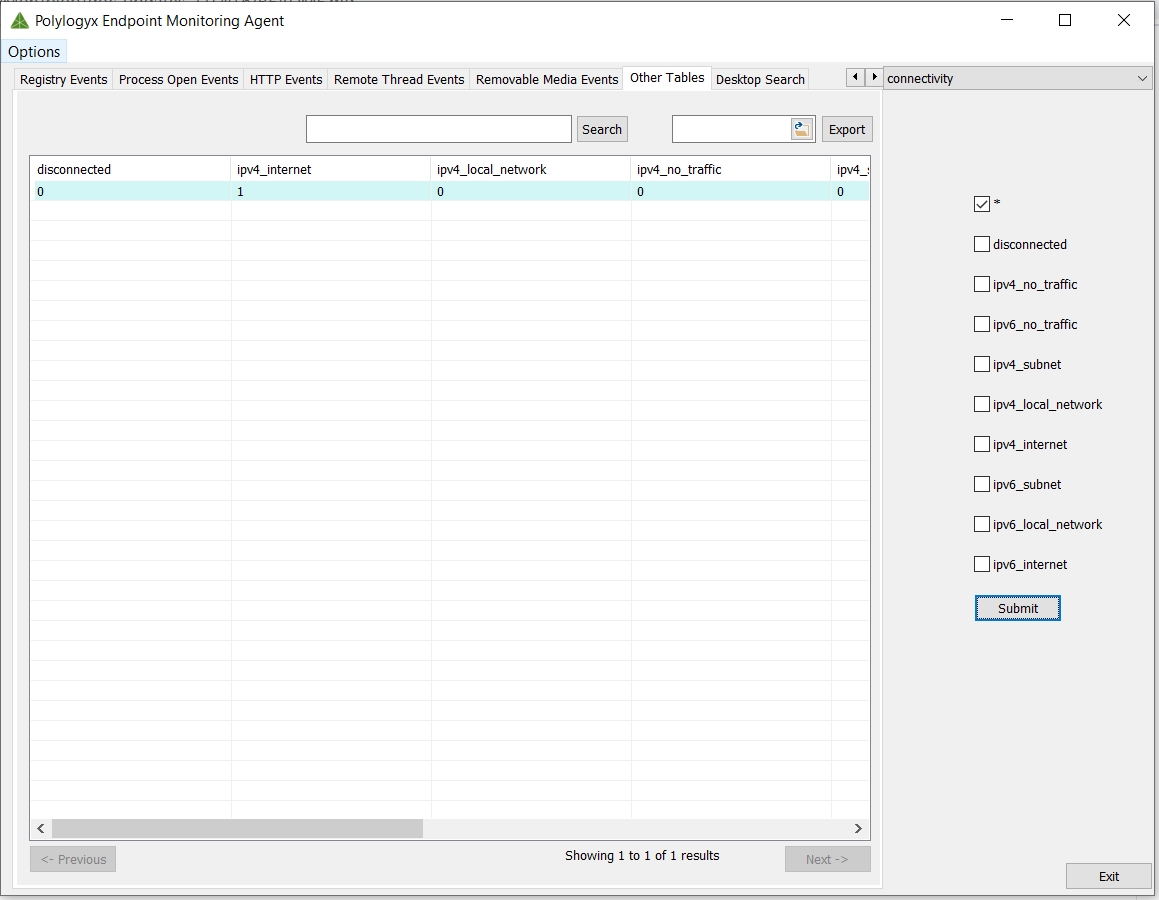 Polylogyx Endpoint Monitoring Agent
Options
Registry Events Process Open Events HTTP Events Remote Thread Events Removable Media Events Other Tables Desktop Search connectivity
Search Export
disconnected ipv4_internet ipv4_local_network ipv4_no_traffic
0 1 0 0 0
*
disconnected
ipv4_no_traffic
ipv6_no_traffic
ipv4_subnet
ipv4_local_network
ipv4_internet
ipv6_subnet
ipv6_local_network
ipv6_internet
Submit
<- Previous Showing 1 to 1 of 1 results Next ->
Exit